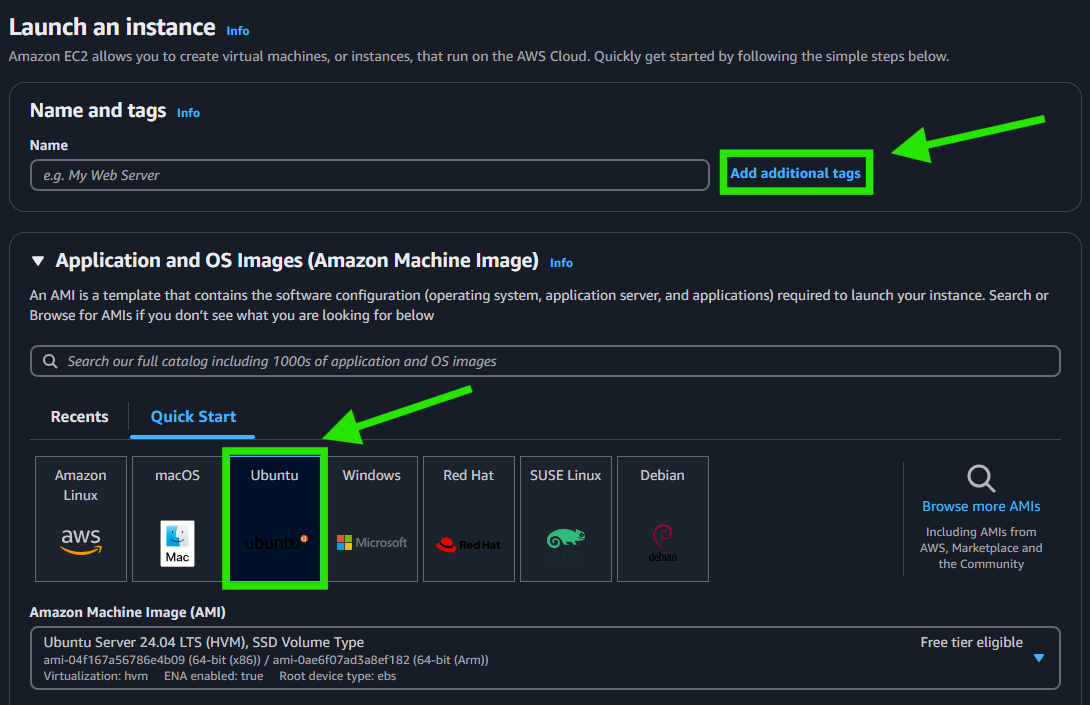 Launch an instance Info
Amazon EC2 allows you to create virtual machines, or instances, that run on the AWS Cloud. Quickly get started by following the simple steps below.
Name and tags Info
Name
e.g. My Web Server
Add additional tags
Application and OS Images (Amazon Machine Image) Info
An AMI is a template that contains the software configuration (operating system, application server, and applications) required to launch your instance. Search or
Browse for AMIs if you don’t see what you are looking for below
Search our full catalog including 1000s of application and OS images
Recents
Quick Start
Amazon
Linux
aws
macOS
Mac
Ubuntu
ubuntu
Windows
Microsoft
Red Hat
Red Hat
SUSE Linux
Debian
debian
Browse more AMIs
Including AMIs from
AWS, Marketplace and
the Community
Amazon Machine Image (AMI)
Ubuntu Server 24.04 LTS (HVM), SSD Volume Type
Free tier eligible
ami-04f167a56786e4b09 (64-bit (x86)) / ami-0ae6f07ad3a8ef182 (64-bit (Arm))
Virtualization: hvm ENA enabled: true Root device type: ebs